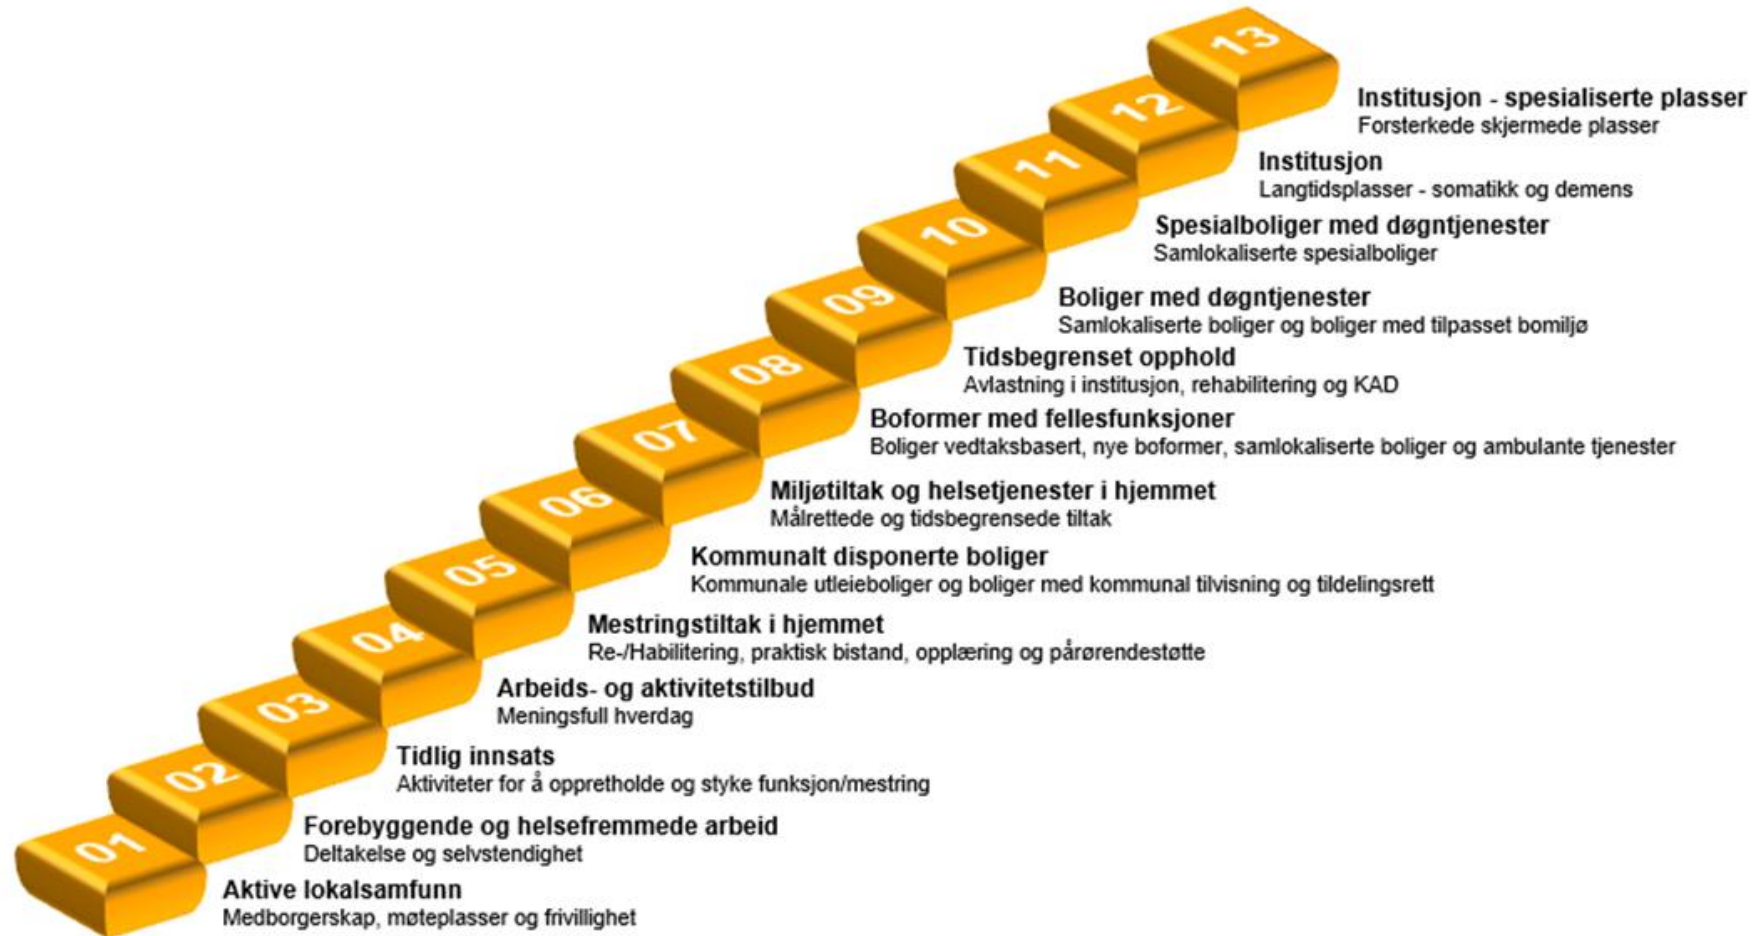 13
Institusjon - spesialiserte plasser
Forsterkede skjermede plasser
12
Institusjon
Langtidsplasser - somatikk og demens
11
Spesialboliger med døgntjenester
Samlokaliserte spesialboliger
10
Boliger med døgntjenester
Samlokaliserte boliger og boliger med tilpasset bomiljø
09
Tidsbegrenset opphold
Avlastning i institusjon, rehabilitering og KAD
08
Boformer med fellesfunksjoner
Boliger vedtaksbasert, nye boformer, samlokaliserte boliger og ambulante tjenester
07
Miljøtiltak og helsetjenester i hjemmet
Målrettede og tidsbegrensede tiltak
06
Kommunalt disponerte boliger
Kommunale utleieboliger og boliger med kommunal tilvisning og tildelingsrett
05
Mestringstiltak i hjemmet
Re-/Habilitering, praktisk bistand, opplæring og pårørendestøtte
04
Arbeids- og aktivitetstilbud
Meningsfull hverdag
03
Tidlig innsats
Aktiviteter for å oppretholde og styke funksjon/mestring
02
Forebyggende og helsefremmede arbeid
Deltakelse og selvstendighet
01
Aktive lokalsamfunn
Medborgerskap, møteplasser og frivillighet